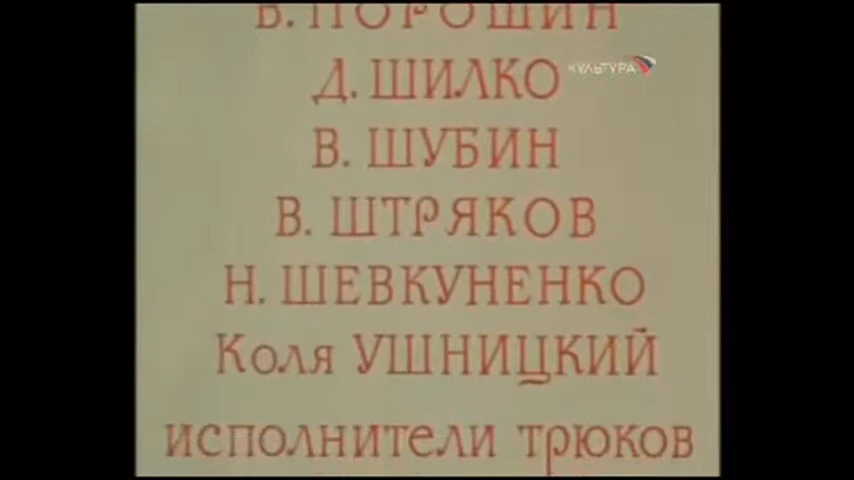 В. ПОРОШИН
Д. ШИЛКО
КУЛЬТУРА
В. ШУБИН
В. ШТРЯКОВ
Н. ШЕВКУНЕНКО
Коля УШНИЦКИЙ
исполнители трюков